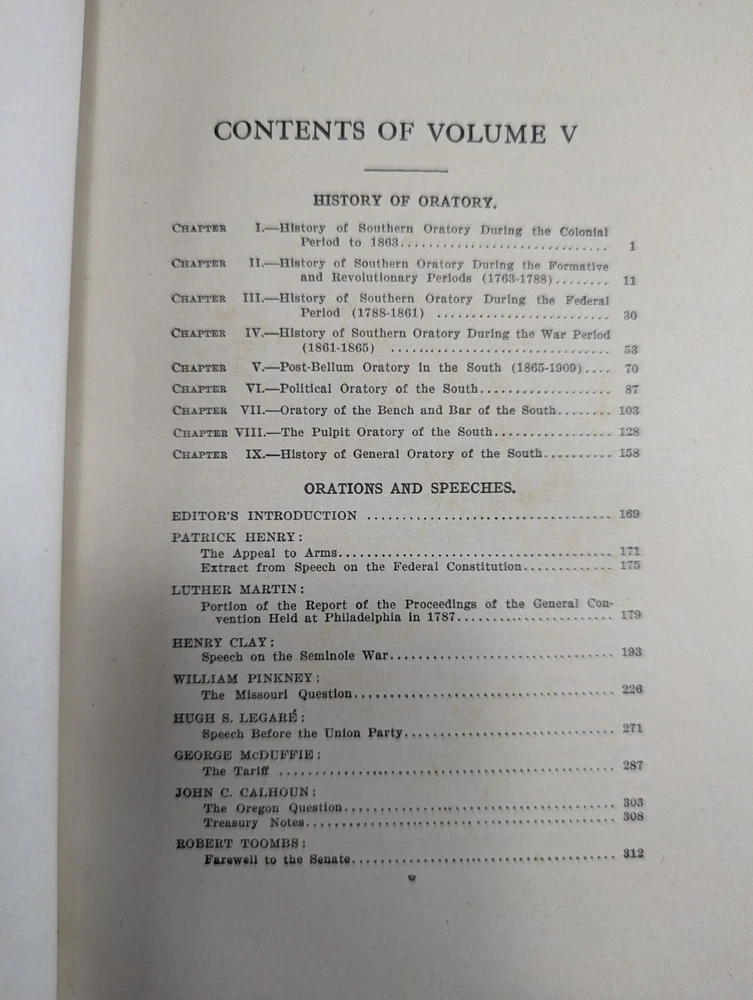 CONTENTS OF VOLUME V
HISTORY OF ORATORY.
CHAPTER I.—History of Southern Oratory During the Colonial
Period to 1863.............................. 1
CHAPTER II.—History of Southern Oratory During the Formative
and Revolutionary Periods (1763-1788)........ 11
CHAPTER III.—History of Southern Oratory During the Federal
Period (1788-1861) ......................... 30
CHAPTER IV.—History of Southern Oratory During the War Period
(1861-1865) ................................ 53
CHAPTER V.—Post-Bellum Oratory in the South (1865-1909).... 70
CHAPTER VI.—Political Oratory of the South................... 87
CHAPTER VII.—Oratory of the Bench and Bar of the South........ 103
CHAPTER VIII.—The Pulpit Oratory of the South................. 128
CHAPTER IX.—History of General Oratory of the South.......... 158
ORATIONS AND SPEECHES.
EDITOR'S INTRODUCTION ................................... 169
PATRICK HENRY:
The Appeal to Arms....................................... 171
Extract from Speech on the Federal Constitution............. 175
LUTHER MARTIN:
Portion of the Report of the Proceedings of the General Con-
vention Held at Philadelphia in 1787...................... 179
HENRY CLAY:
Speech on the Seminole War................................ 193
WILLIAM PINKNEY:
The Missouri Question..................................... 226
HUGH S. LEGARÉ:
Speech Before the Union Party.............................. 271
GEORGE McDUFFIE:
The Tariff ................................................ 287
JOHN C. CALHOUN:
The Oregon Question....................................... 303
Treasury Notes............................................ 308
ROBERT TOOMBS:
Farewell to the Senate...................................... 312
v